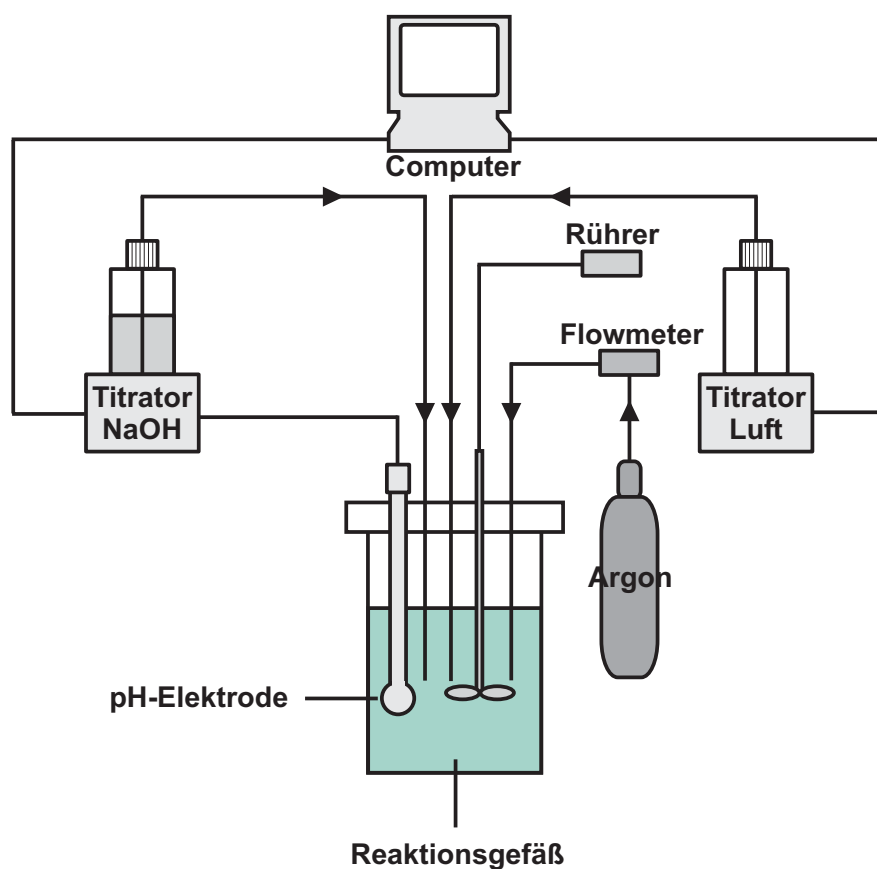 Computer
Rührer
Flowmeter
Titrator
NaOH
Titrator
Luft
Argon
pH-Elektrode
Reaktionsgefäß